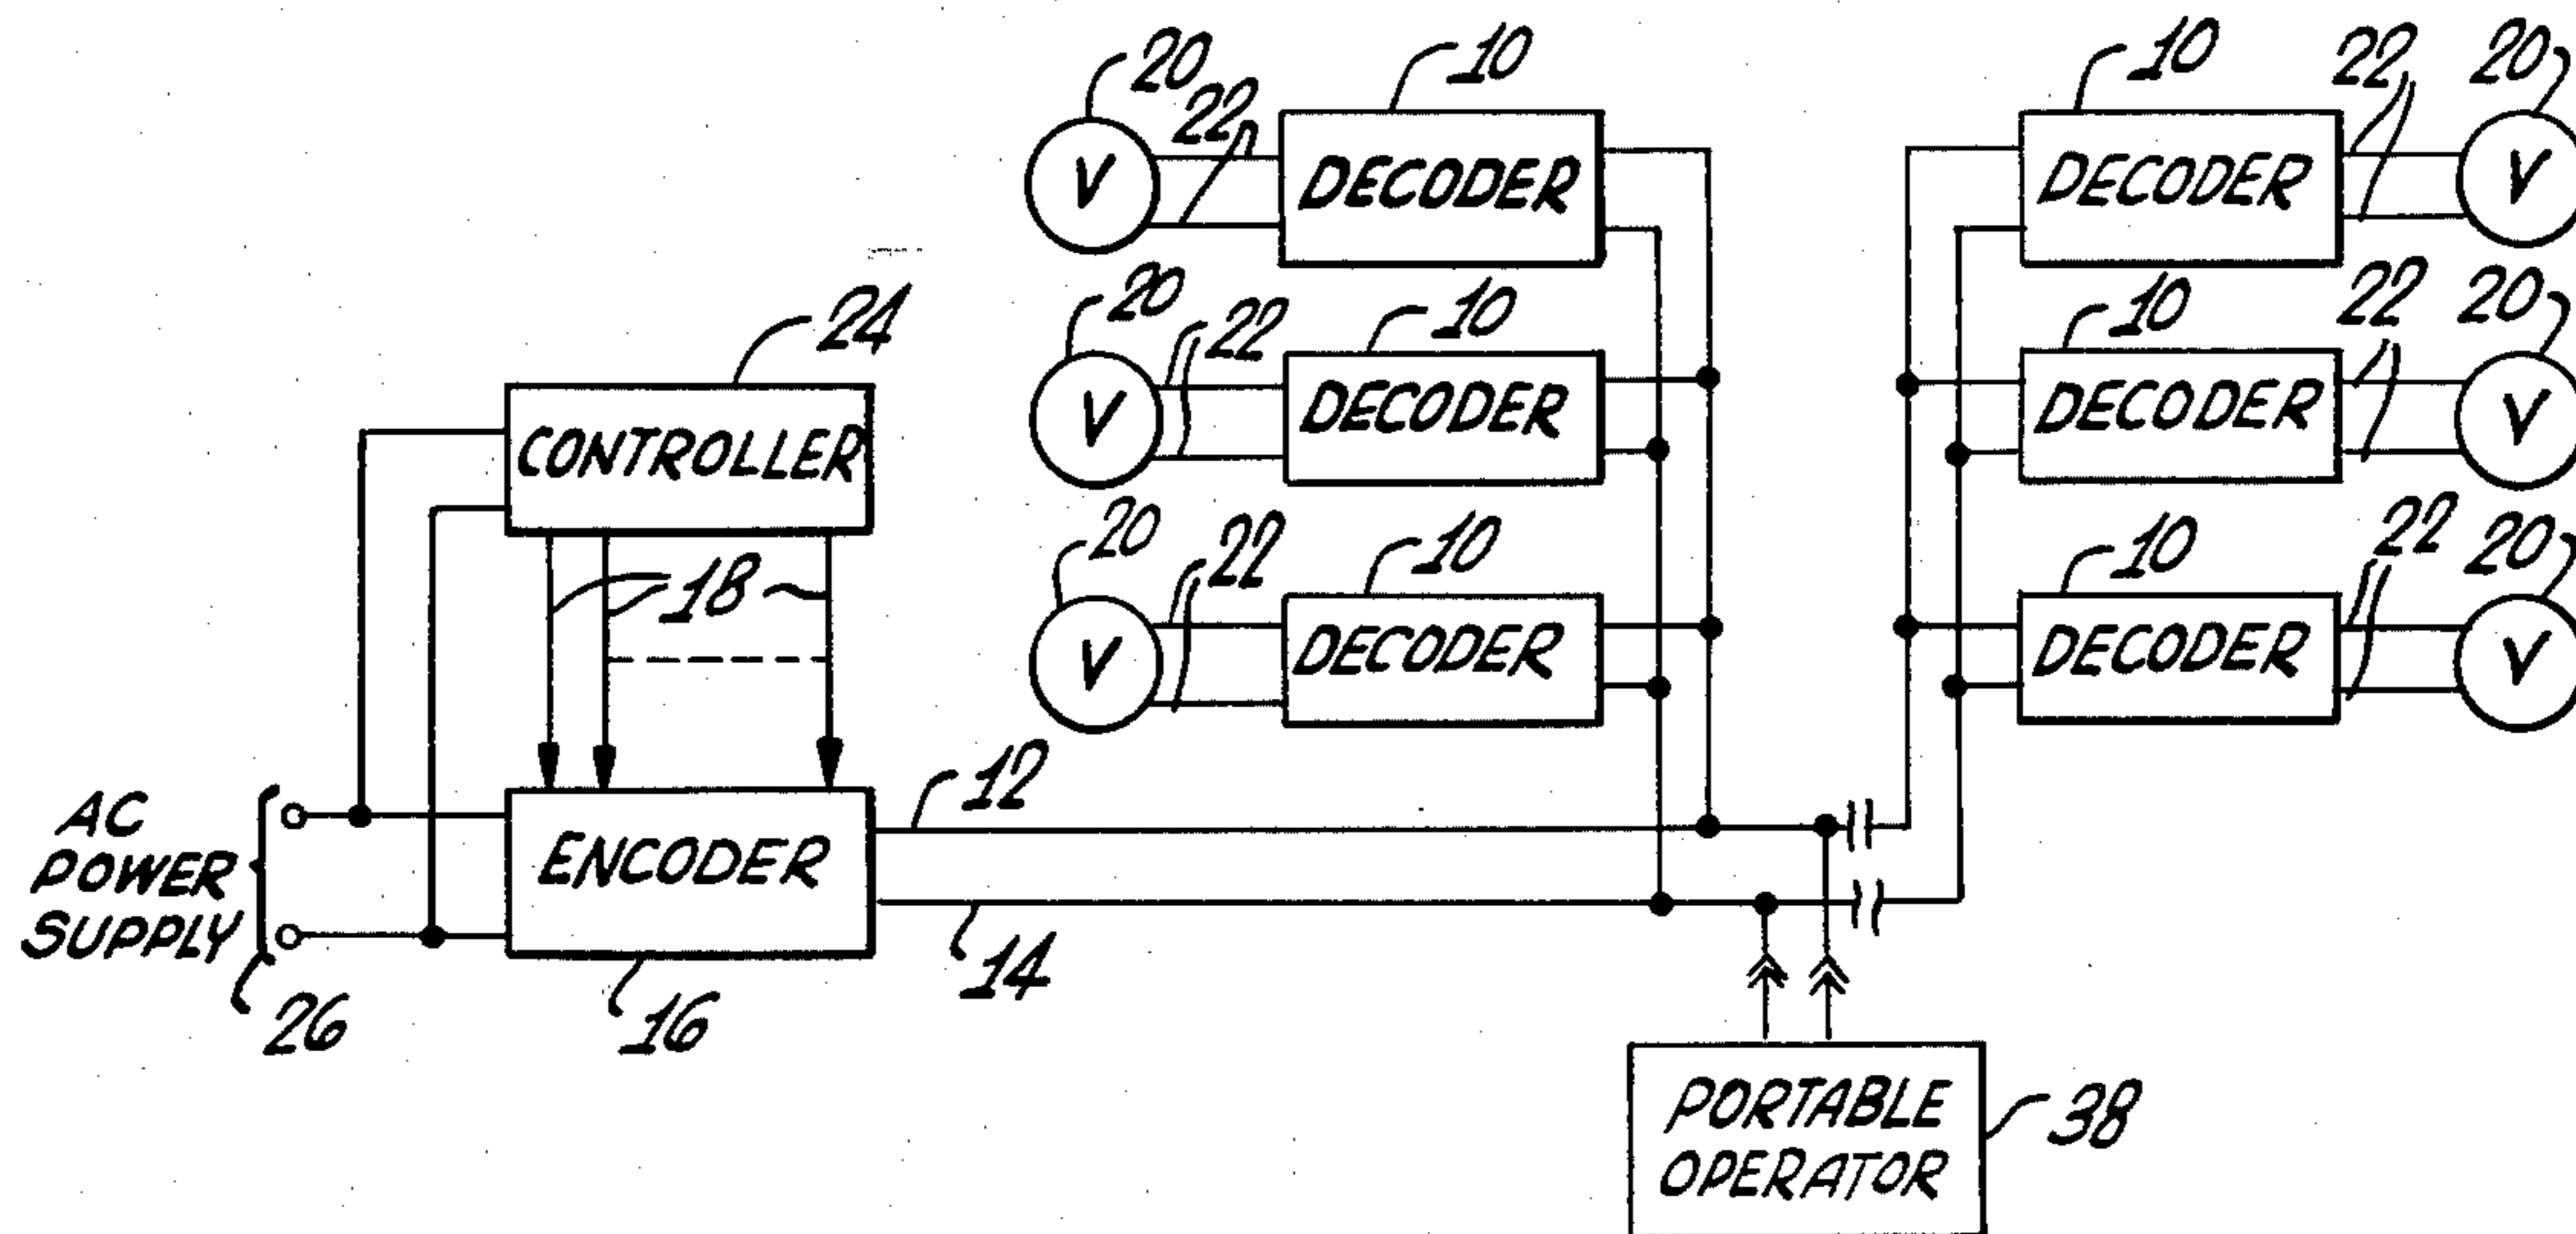 20 22 10 DECODER V
10 22 20 DECODER V
24 CONTROLLER
20 22 10 DECODER V
10 22 20 DECODER V
18
20 22 10 DECODER V
10 22 20 DECODER V
AC
POWER
SUPPLY
26
ENCODER
16
12
14
PORTABLE
OPERATOR
38